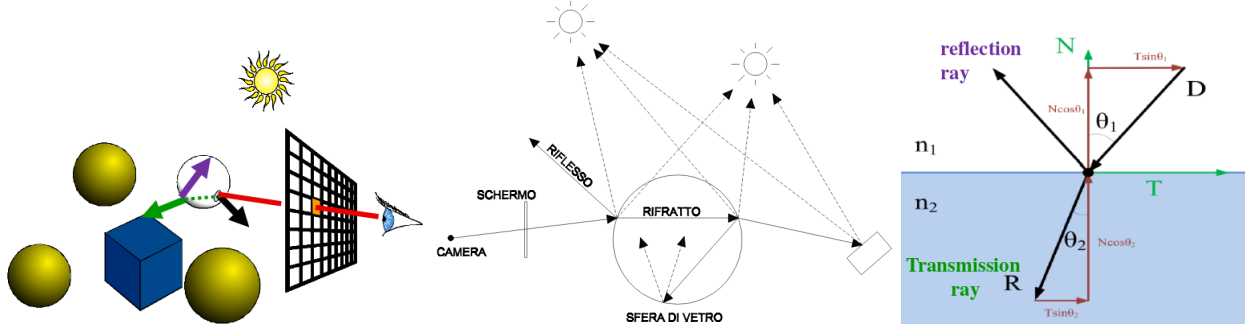 SCHERMO
CAMERA
RIFLESSO
RIFRATTO
SFERA DI VETRO
reflection
ray
N
Tsinθ₁
D
Ncosθ₁
θ₁
n₁
T
n₂
θ₂
Ncosθ₂
Transmission
ray
R
Tsinθ₂